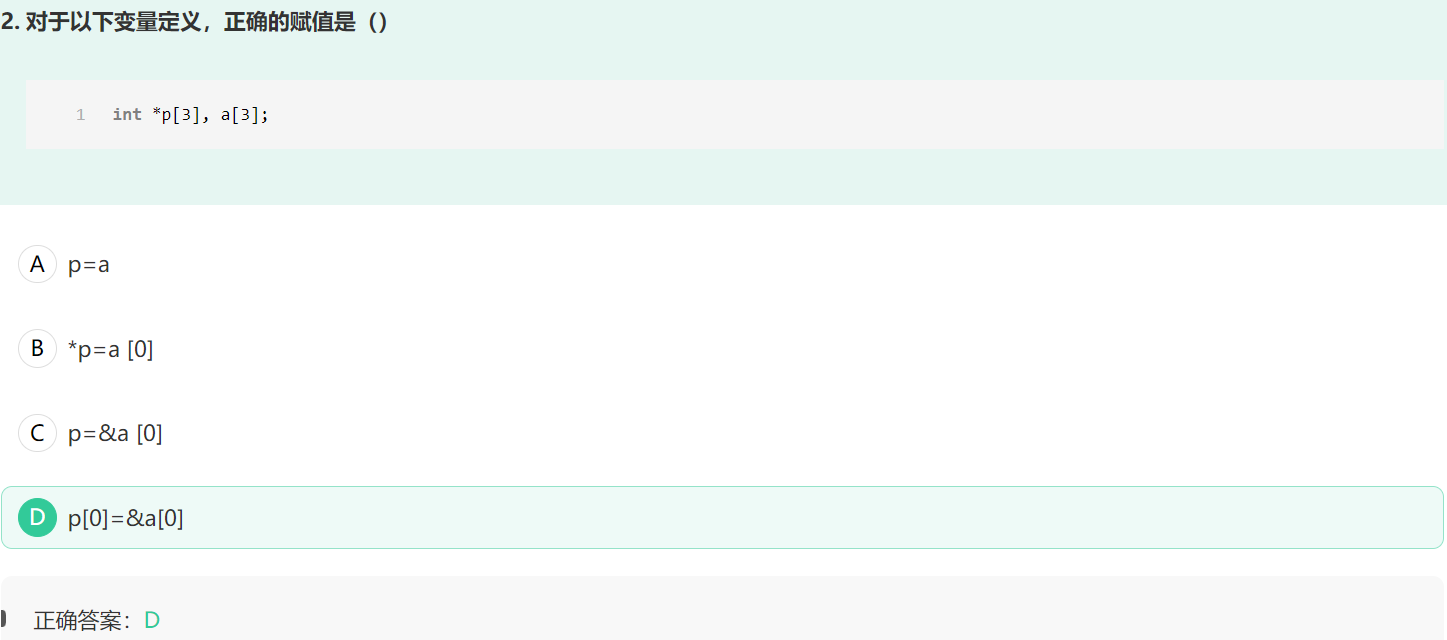 2. 对于以下变量定义，正确的赋值是（）
1 int *p[3], a[3];
A p=a
B *p=a [0]
C p=&a [0]
D p[0]=&a[0]
正确答案：D